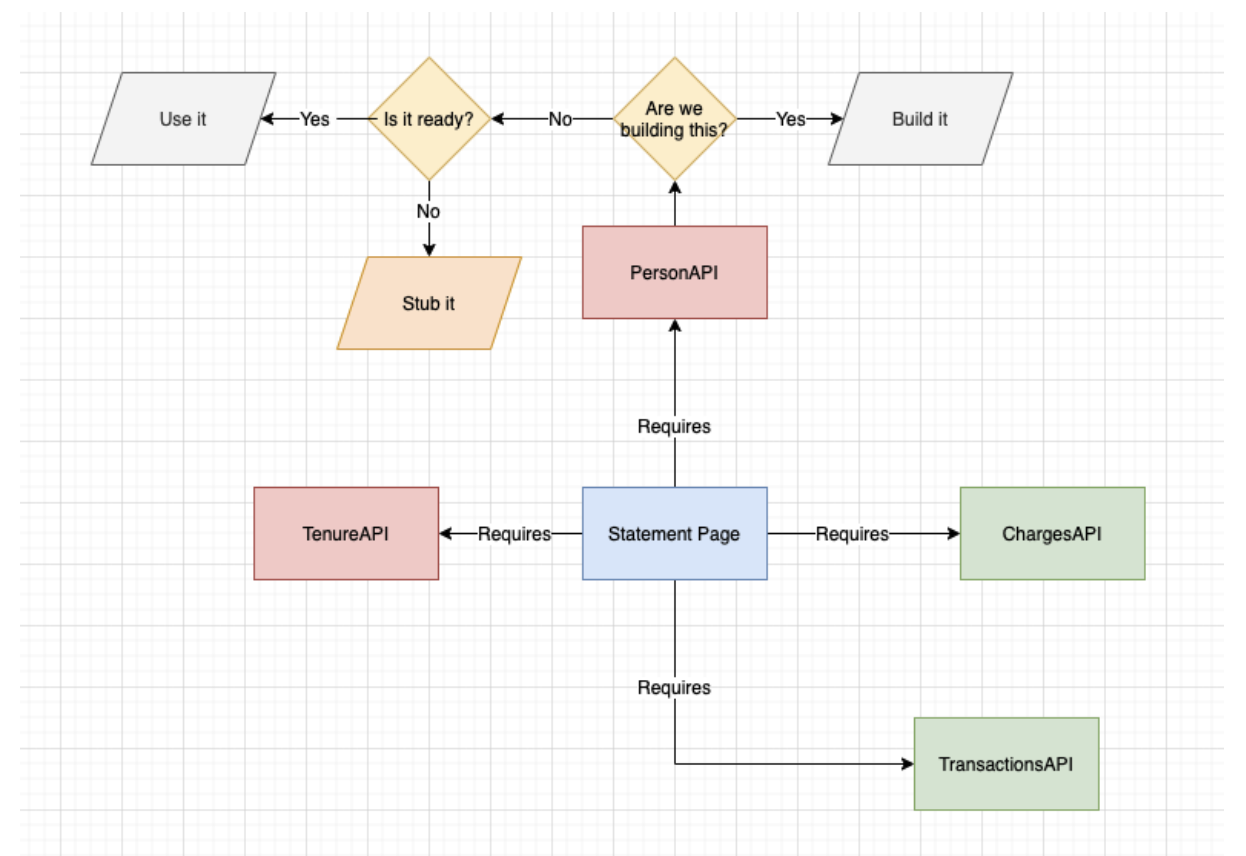 Use it
Yes
Is it ready?
No
Are we
building this?
Yes
Build it
No
Stub it
PersonAPI
Requires
TenureAPI
Requires
Statement Page
Requires
ChargesAPI
Requires
TransactionsAPI